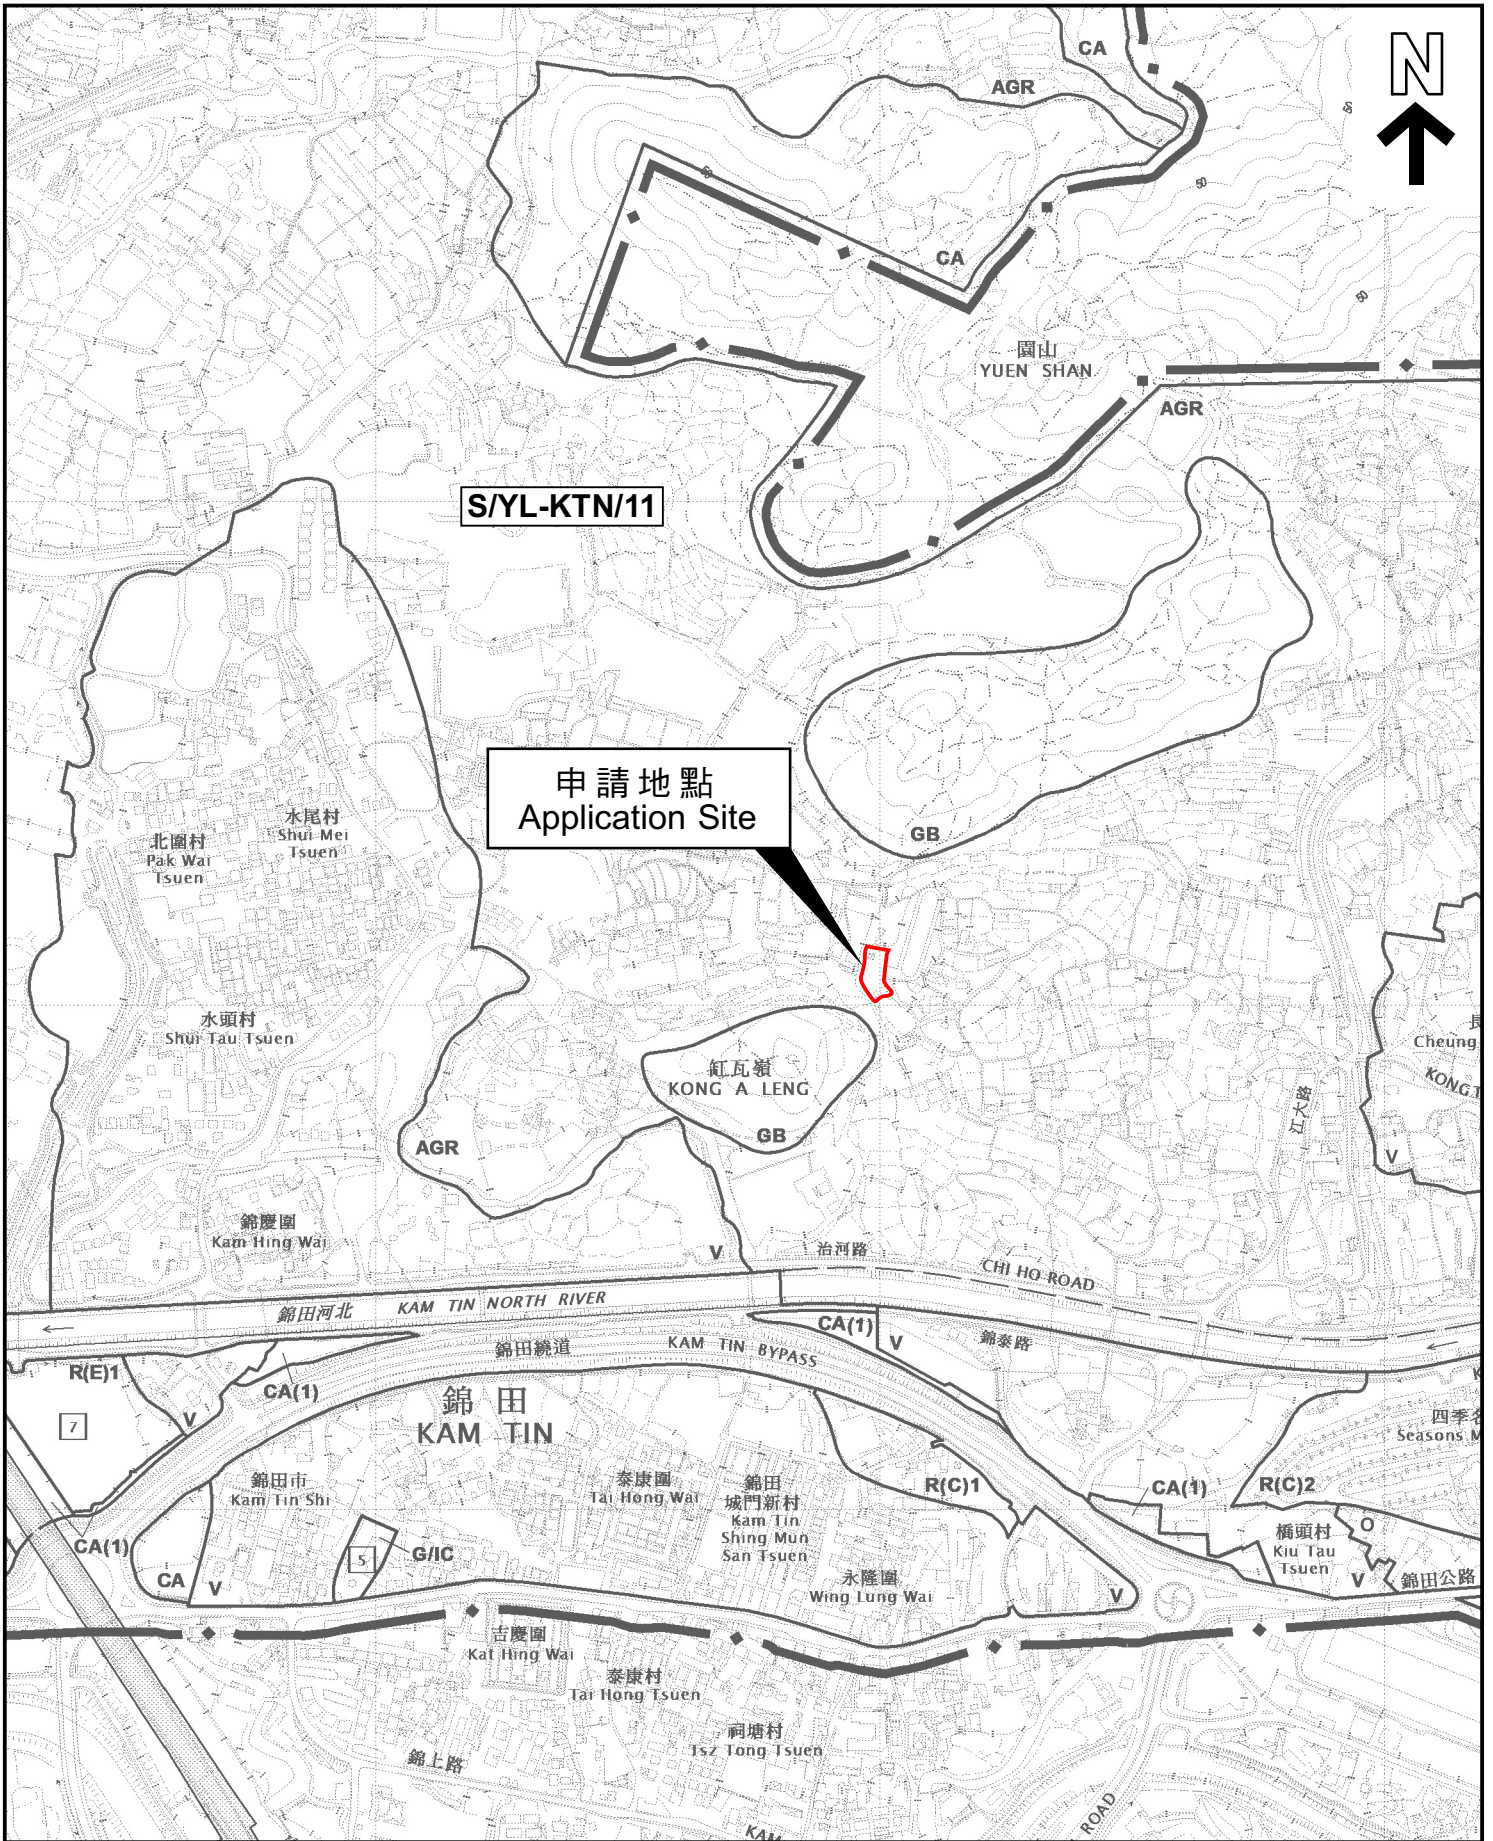 N
CA
AGR
50
50
CA
50
50
園山
YUEN SHAN
AGR
S/YL-KTN/11
申請地點
Application Site
GB
水尾村
Shui Mei
Tsuen
北圍村
Pak Wai
Tsuen
水頭村
Shui Tau Tsuen
缸瓦嶺
KONG A LENG
GB
AGR
長
Cheung
KONG T
江大路
V
錦慶圍
Kam Hing Wai
V
治河路
CHI HO ROAD
錦田河北
KAM TIN NORTH RIVER
CA(1)
V
錦泰路
錦田繞道
KAM TIN BYPASS
R(E)1
CA(1)
7
V
錦田
KAM TIN
四季名
Seasons M
錦田市
Kam Tin Shi
泰康圍
Tai Hong Wai
錦田
城門新村
Kam Tin
Shing Mun
San Tsuen
R(C)1
CA(1)
R(C)2
橋頭村
Kiu Tau
Tsuen
O
V
錦田公路
CA(1)
CA
V
5
G/IC
永隆圍
Wing Lung Wai
V
吉慶圍
Kat Hing Wai
泰康村
Tai Hong Tsuen
祠塘村
Tsz Tong Tsuen
錦上路
KAM
ROAD